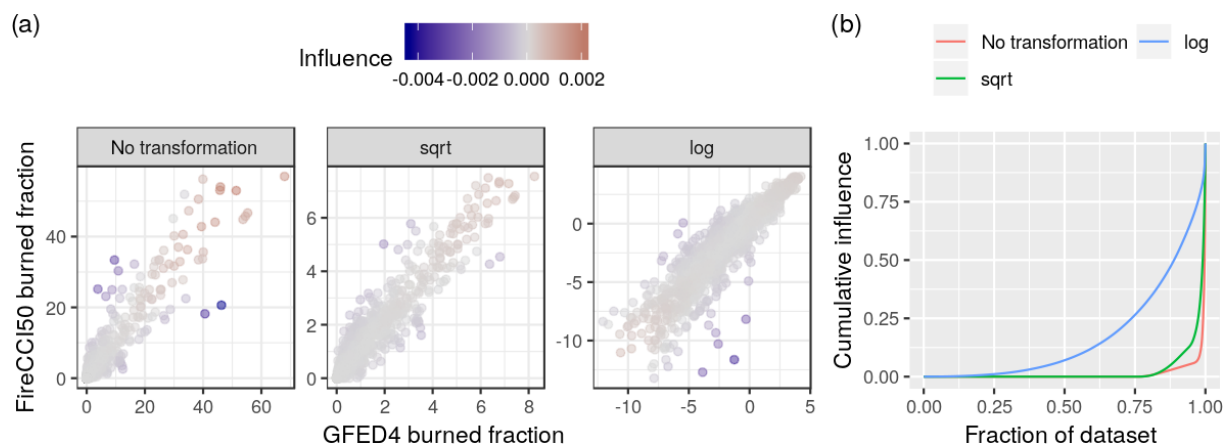 (a)
Influence
-0.004 -0.002 0.000 0.002
No transformation
sqrt
log
FireCCI50 burned fraction
40
20
0
0 20 40 60
6
4
2
0
0 2 4 6 8
0
-5
-10
-10 -5 0 5
GFED4 burned fraction
(b)
No transformation
log
sqrt
Cumulative influence
1.00
0.75
0.50
0.25
0.00
0.00 0.25 0.50 0.75 1.00
Fraction of dataset